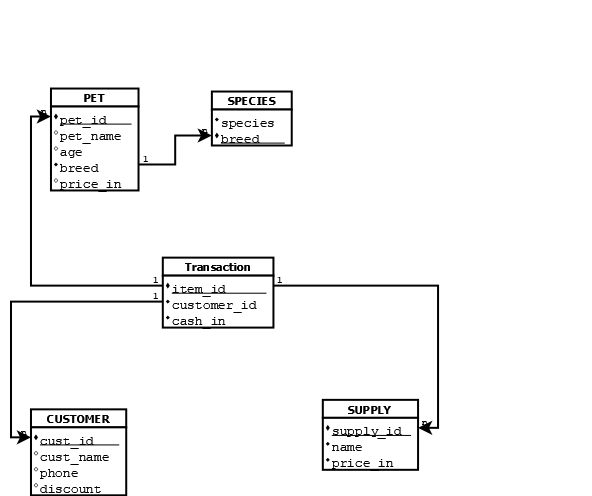 PET
pet_id
pet_name
age
breed
price_in
SPECIES
species
breed
1
n
n
Transaction
item_id
customer_id
cash_in
1
1
1
CUSTOMER
cust_id
cust_name
phone
discount
n
SUPPLY
supply_id
name
price_in
n